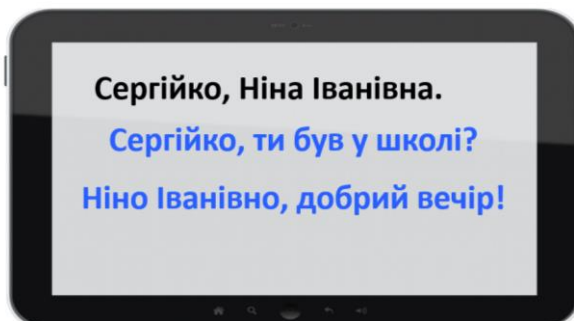 Сергійко, Ніна Іванівна.
Сергійко, ти був у школі?
Ніно Іванівно, добрий вечір!